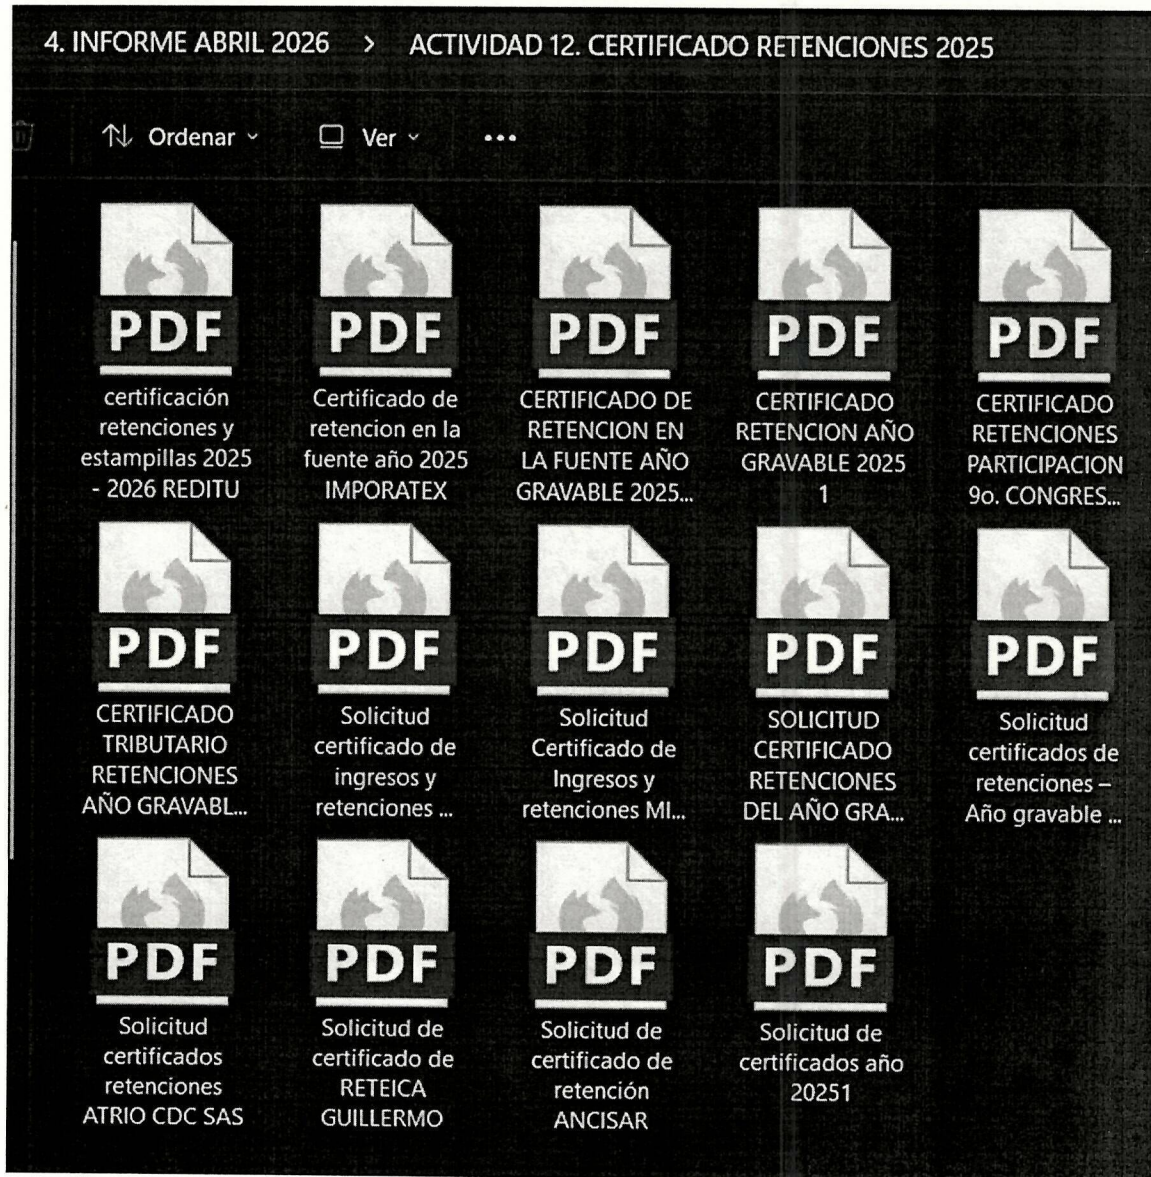 4. INFORME ABRIL 2026 > ACTIVIDAD 12. CERTIFICADO RETENCIONES 2025
Ordenar
Ver
PDF
certificación
retenciones y
estampillas 2025
- 2026 REDITU
PDF
Certificado de
retencion en la
fuente año 2025
IMPORATEX
PDF
CERTIFICADO DE
RETENCION EN
LA FUENTE AÑO
GRAVABLE 2025...
PDF
CERTIFICADO
RETENCION AÑO
GRAVABLE 2025
1
PDF
CERTIFICADO
RETENCIONES
PARTICIPACION
9o. CONGRES...
PDF
CERTIFICADO
TRIBUTARIO
RETENCIONES
AÑO GRAVABL...
PDF
Solicitud
certificado de
ingresos y
retenciones ...
PDF
Solicitud
Certificado de
Ingresos y
retenciones MI...
PDF
SOLICITUD
CERTIFICADO
RETENCIONES
DEL AÑO GRA...
PDF
Solicitud
certificados de
retenciones –
Año gravable ...
PDF
Solicitud
certificados
retenciones
ATRIO CDC SAS
PDF
Solicitud de
certificado de
RETEICA
GUILLERMO
PDF
Solicitud de
certificado de
retención
ANCISAR
PDF
Solicitud de
certificados año
20251